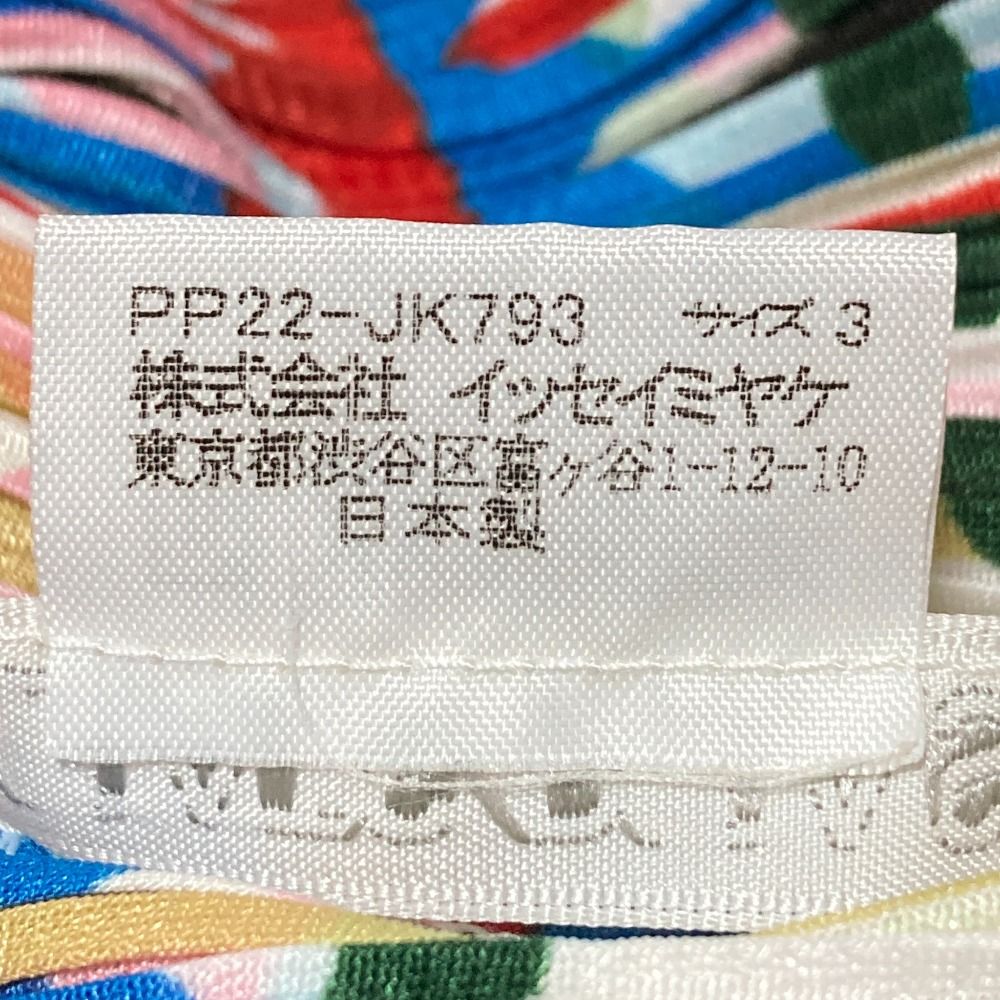 PP22-JK793 サイズ 3
株式会社 イッセイミヤケ
東京都渋谷区富ヶ谷1-12-10
日本製